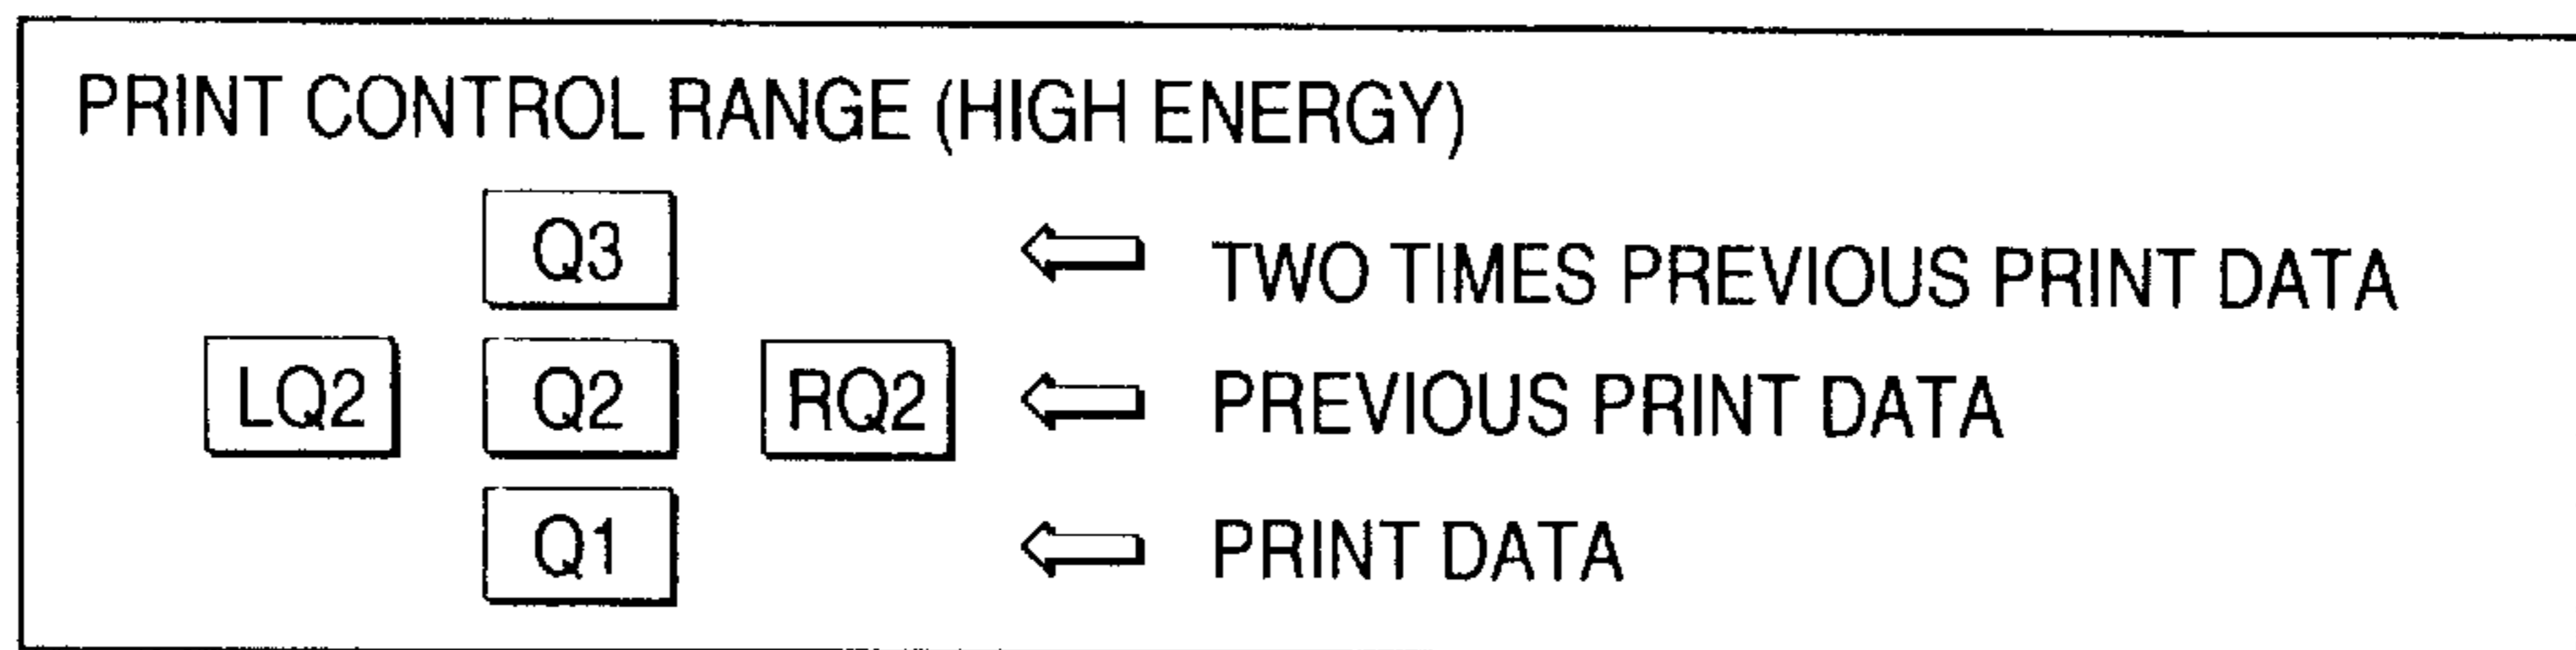 PRINT CONTROL RANGE (HIGH ENERGY)
Q3 TWO TIMES PREVIOUS PRINT DATA
LQ2 Q2 RQ2 PREVIOUS PRINT DATA
Q1 PRINT DATA